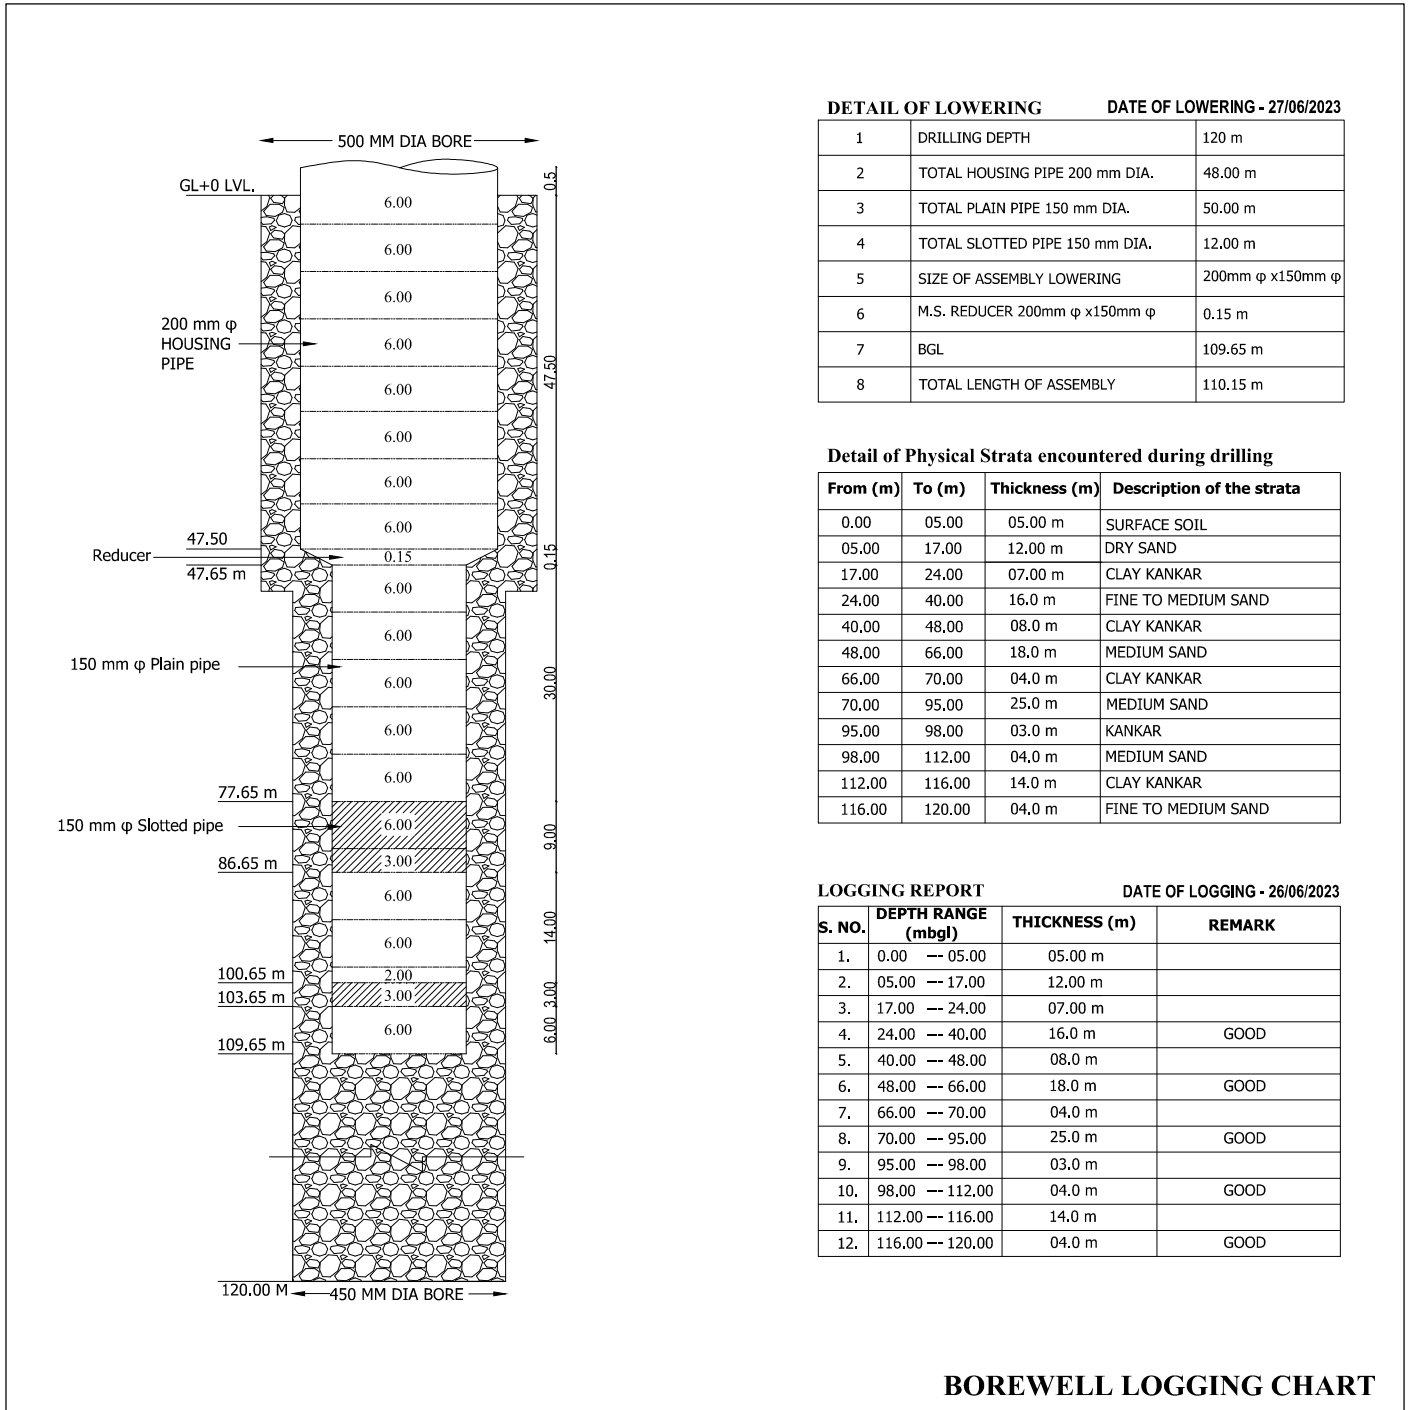 500 MM DIA BORE
GL+0 LVL.
0.5
6.00
6.00
6.00
200 mm φ
HOUSING
PIPE
6.00
47.50
6.00
6.00
6.00
6.00
47.50
Reducer
0.15
0.15
47.65 m
6.00
6.00
150 mm φ Plain pipe
6.00
30.00
6.00
6.00
77.65 m
150 mm φ Slotted pipe
6.00
9.00
86.65 m
3.00
6.00
14.00
6.00
100.65 m
2.00
103.65 m
3.00
3.00
6.00
6.00
109.65 m
120.00 M
450 MM DIA BORE
DETAIL OF LOWERING DATE OF LOWERING - 27/06/2023
1 DRILLING DEPTH 120 m
2 TOTAL HOUSING PIPE 200 mm DIA. 48.00 m
3 TOTAL PLAIN PIPE 150 mm DIA. 50.00 m
4 TOTAL SLOTTED PIPE 150 mm DIA. 12.00 m
5 SIZE OF ASSEMBLY LOWERING 200mm φ x150mm φ
6 M.S. REDUCER 200mm φ x150mm φ 0.15 m
7 BGL 109.65 m
8 TOTAL LENGTH OF ASSEMBLY 110.15 m
Detail of Physical Strata encountered during drilling
From (m) To (m) Thickness (m) Description of the strata
0.00 05.00 05.00 m SURFACE SOIL
05.00 17.00 12.00 m DRY SAND
17.00 24.00 07.00 m CLAY KANKAR
24.00 40.00 16.0 m FINE TO MEDIUM SAND
40.00 48.00 08.0 m CLAY KANKAR
48.00 66.00 18.0 m MEDIUM SAND
66.00 70.00 04.0 m CLAY KANKAR
70.00 95.00 25.0 m MEDIUM SAND
95.00 98.00 03.0 m KANKAR
98.00 112.00 04.0 m MEDIUM SAND
112.00 116.00 14.0 m CLAY KANKAR
116.00 120.00 04.0 m FINE TO MEDIUM SAND
LOGGING REPORT DATE OF LOGGING - 26/06/2023
S. NO. DEPTH RANGE (mbgl) THICKNESS (m) REMARK
1. 0.00 -- 05.00 05.00 m
2. 05.00 -- 17.00 12.00 m
3. 17.00 -- 24.00 07.00 m
4. 24.00 -- 40.00 16.0 m GOOD
5. 40.00 -- 48.00 08.0 m
6. 48.00 -- 66.00 18.0 m GOOD
7. 66.00 -- 70.00 04.0 m
8. 70.00 -- 95.00 25.0 m GOOD
9. 95.00 -- 98.00 03.0 m
10. 98.00 -- 112.00 04.0 m GOOD
11. 112.00 -- 116.00 14.0 m
12. 116.00 -- 120.00 04.0 m GOOD
BOREWELL LOGGING CHART